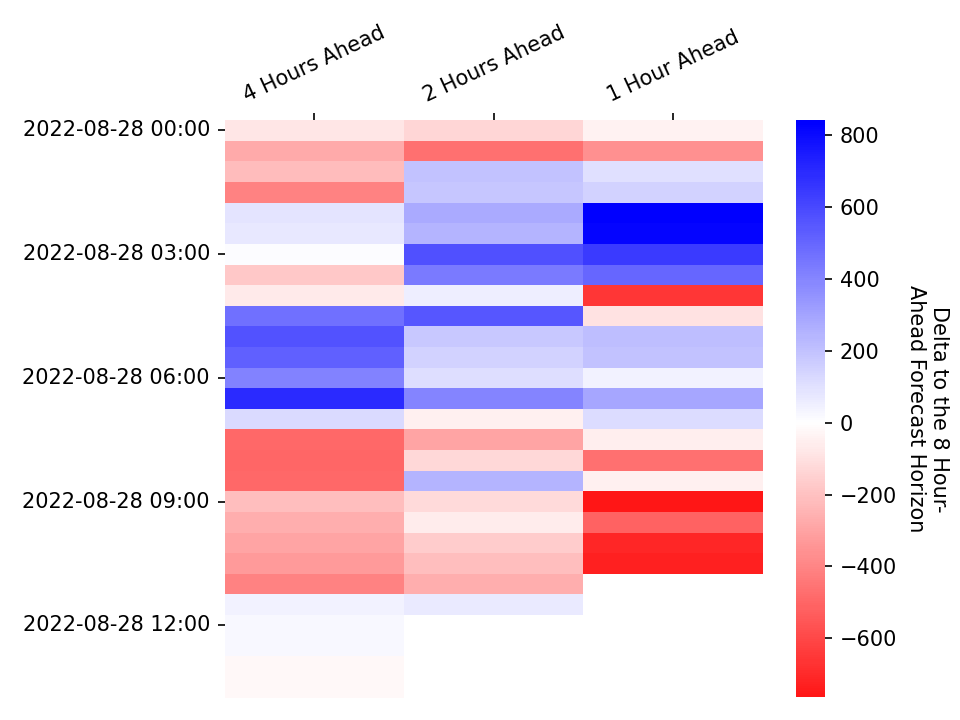 4 Hours Ahead
2 Hours Ahead
1 Hour Ahead
2022-08-28 00:00
2022-08-28 03:00
2022-08-28 06:00
2022-08-28 09:00
2022-08-28 12:00
800
600
400
200
0
−200
−400
−600
Delta to the 8 Hour-
Ahead Forecast Horizon